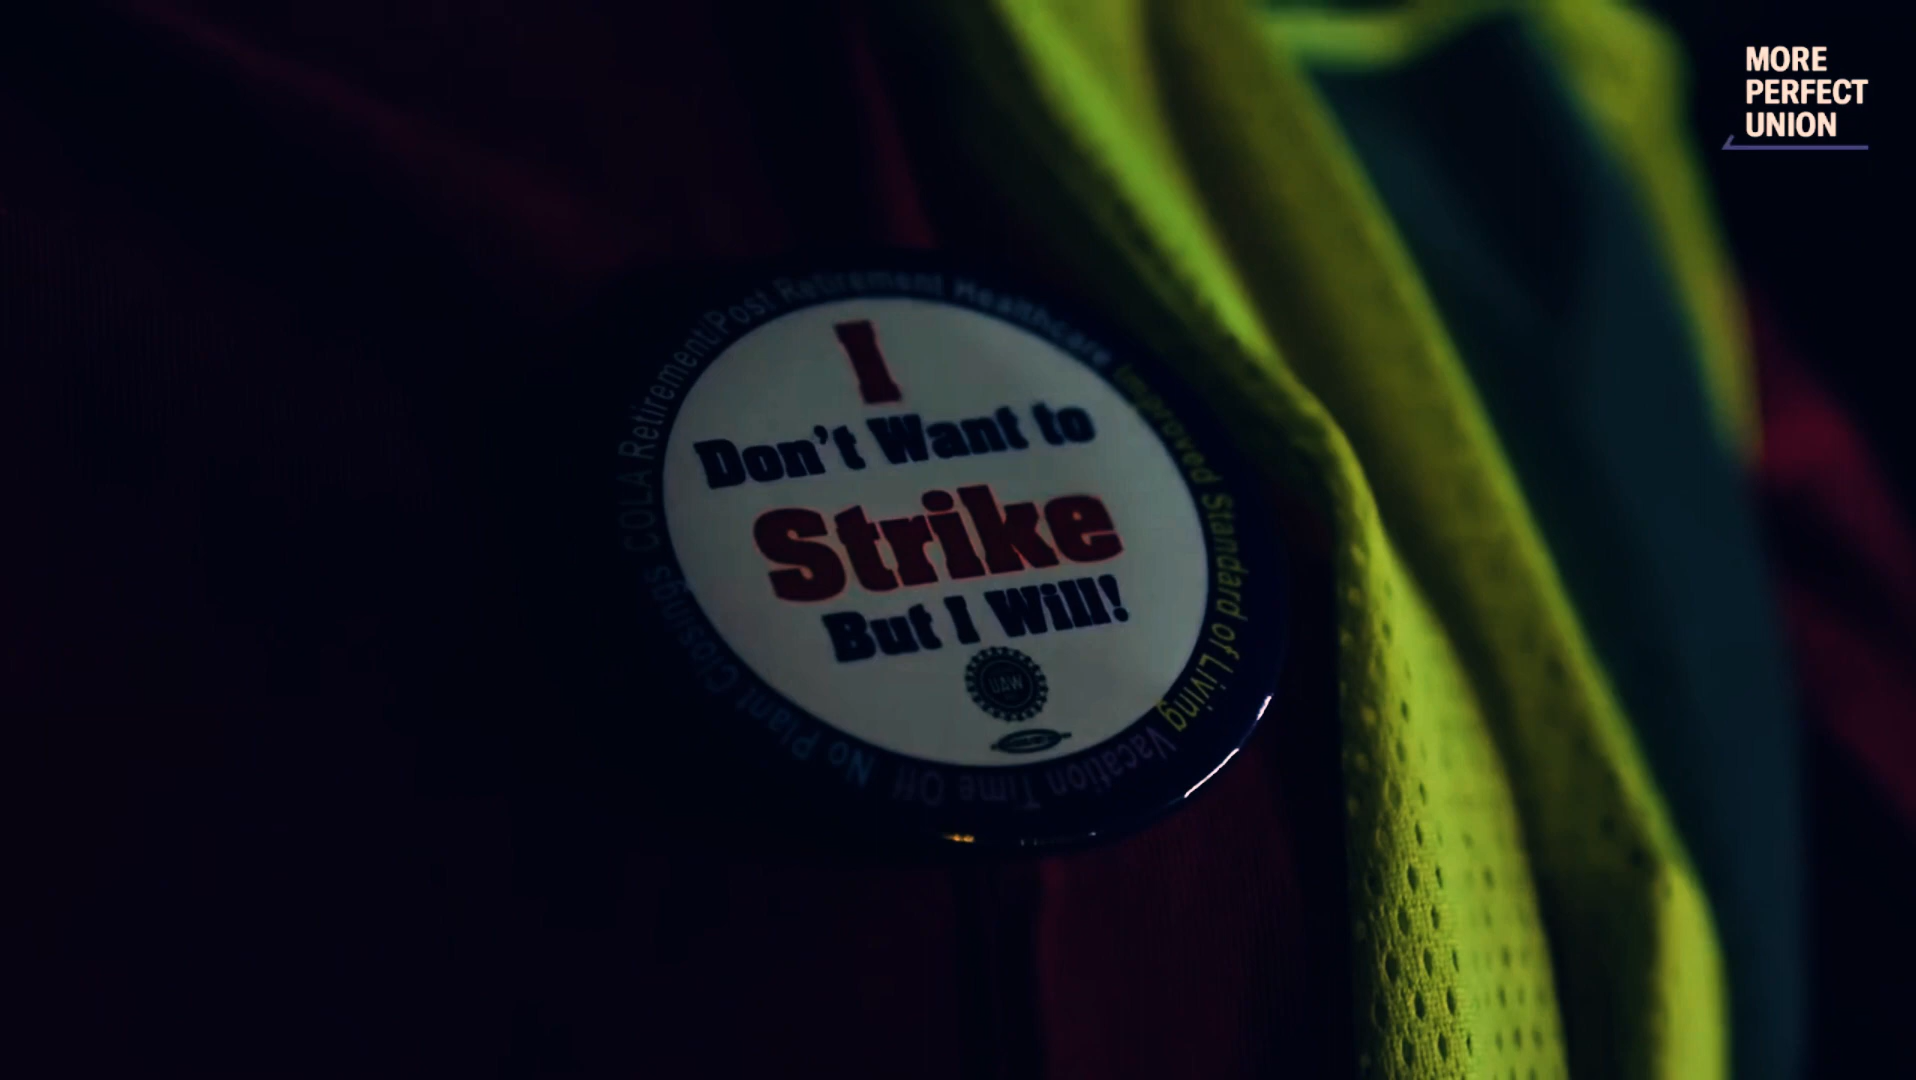 MORE
PERFECT
UNION
COLA Retirement/Post Retirement Healthcare Improved Standard of Living Vacation Time Off No Plant Closings
I
Don't Want to
Strike
But I Will!
UAW